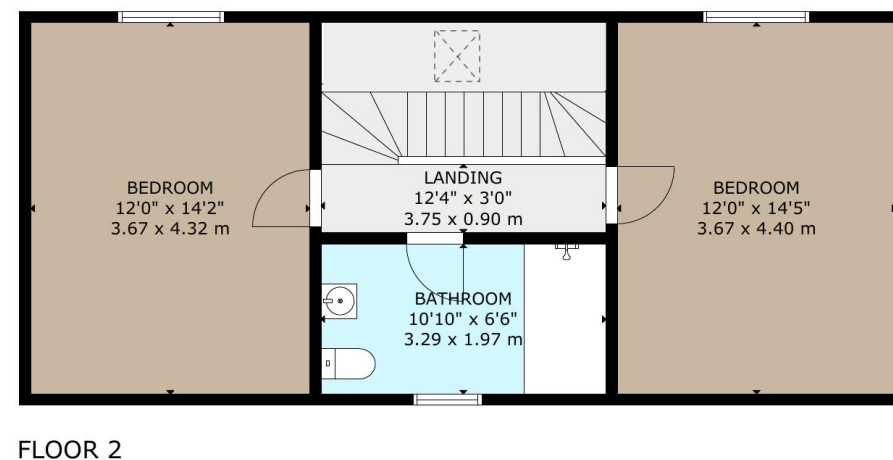 BEDROOM
12'0" x 14'2"
3.67 x 4.32 m
LANDING
12'4" x 3'0"
3.75 x 0.90 m
BEDROOM
12'0" x 14'5"
3.67 x 4.40 m
BATHROOM
10'10" x 6'6"
3.29 x 1.97 m
FLOOR 2